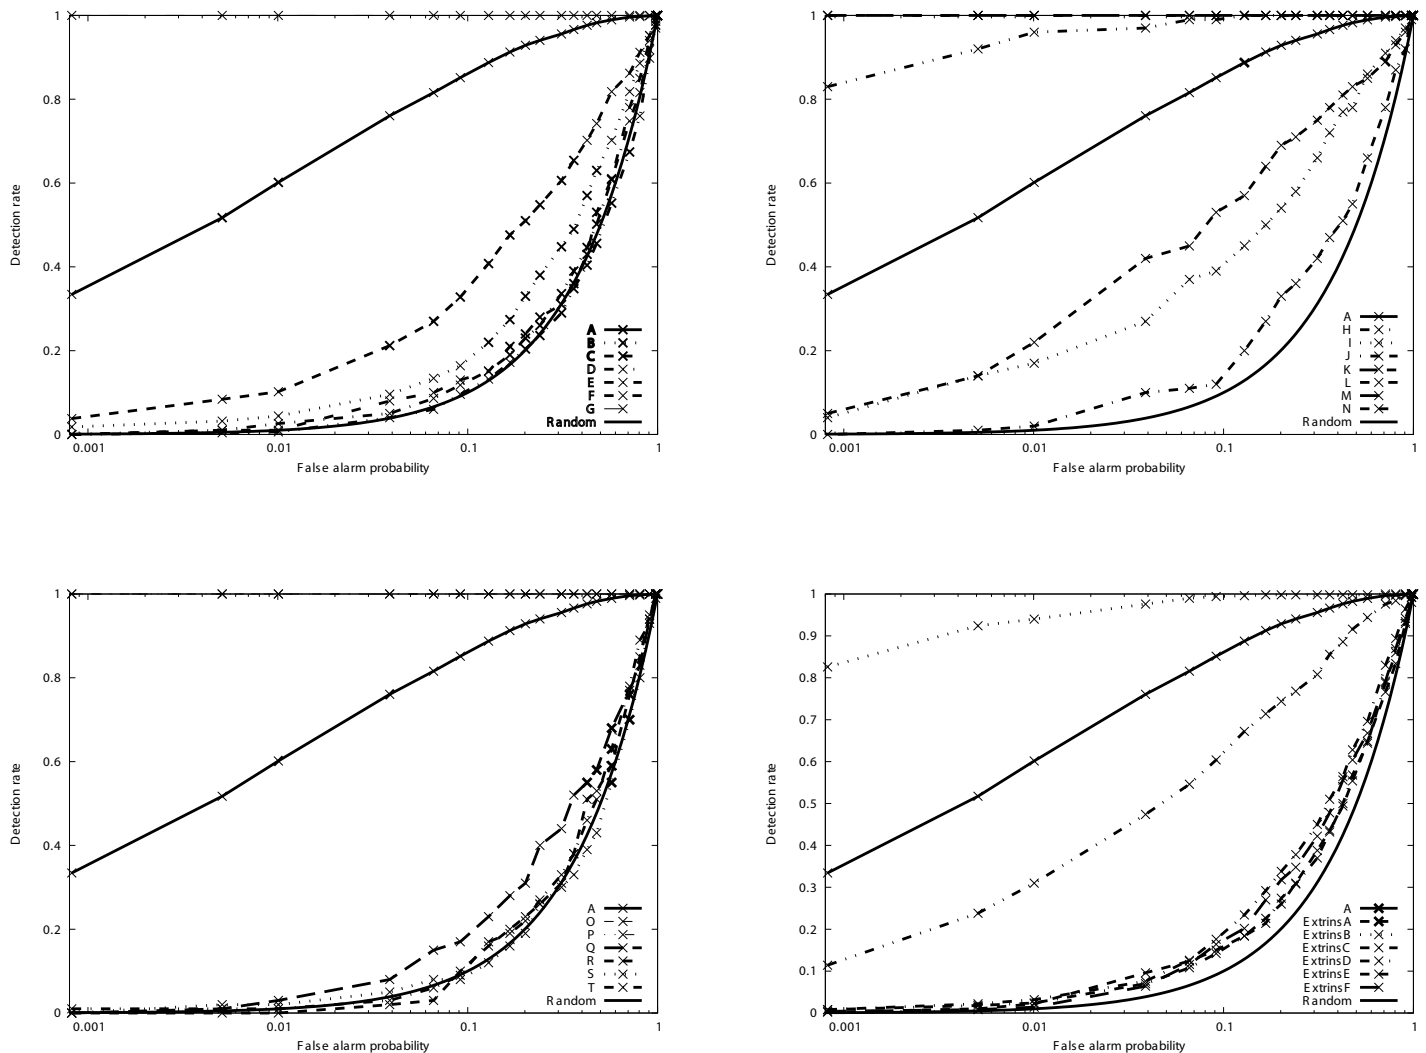 1
0.8
0.6
0.4
0.2
0
Detection rate
0.001
0.01
0.1
1
False alarm probability
A
B
C
D
E
F
G
Random
1
0.8
0.6
0.4
0.2
0
Detection rate
0.001
0.01
0.1
1
False alarm probability
A
H
I
J
K
L
M
N
Random
1
0.8
0.6
0.4
0.2
0
Detection rate
0.001
0.01
0.1
1
False alarm probability
A
O
P
Q
R
S
T
Random
1
0.9
0.8
0.7
0.6
0.5
0.4
0.3
0.2
0.1
0
Detection rate
0.001
0.01
0.1
1
False alarm probability
A
Extrins A
Extrins B
Extrins C
Extrins D
Extrins E
Extrins F
Random